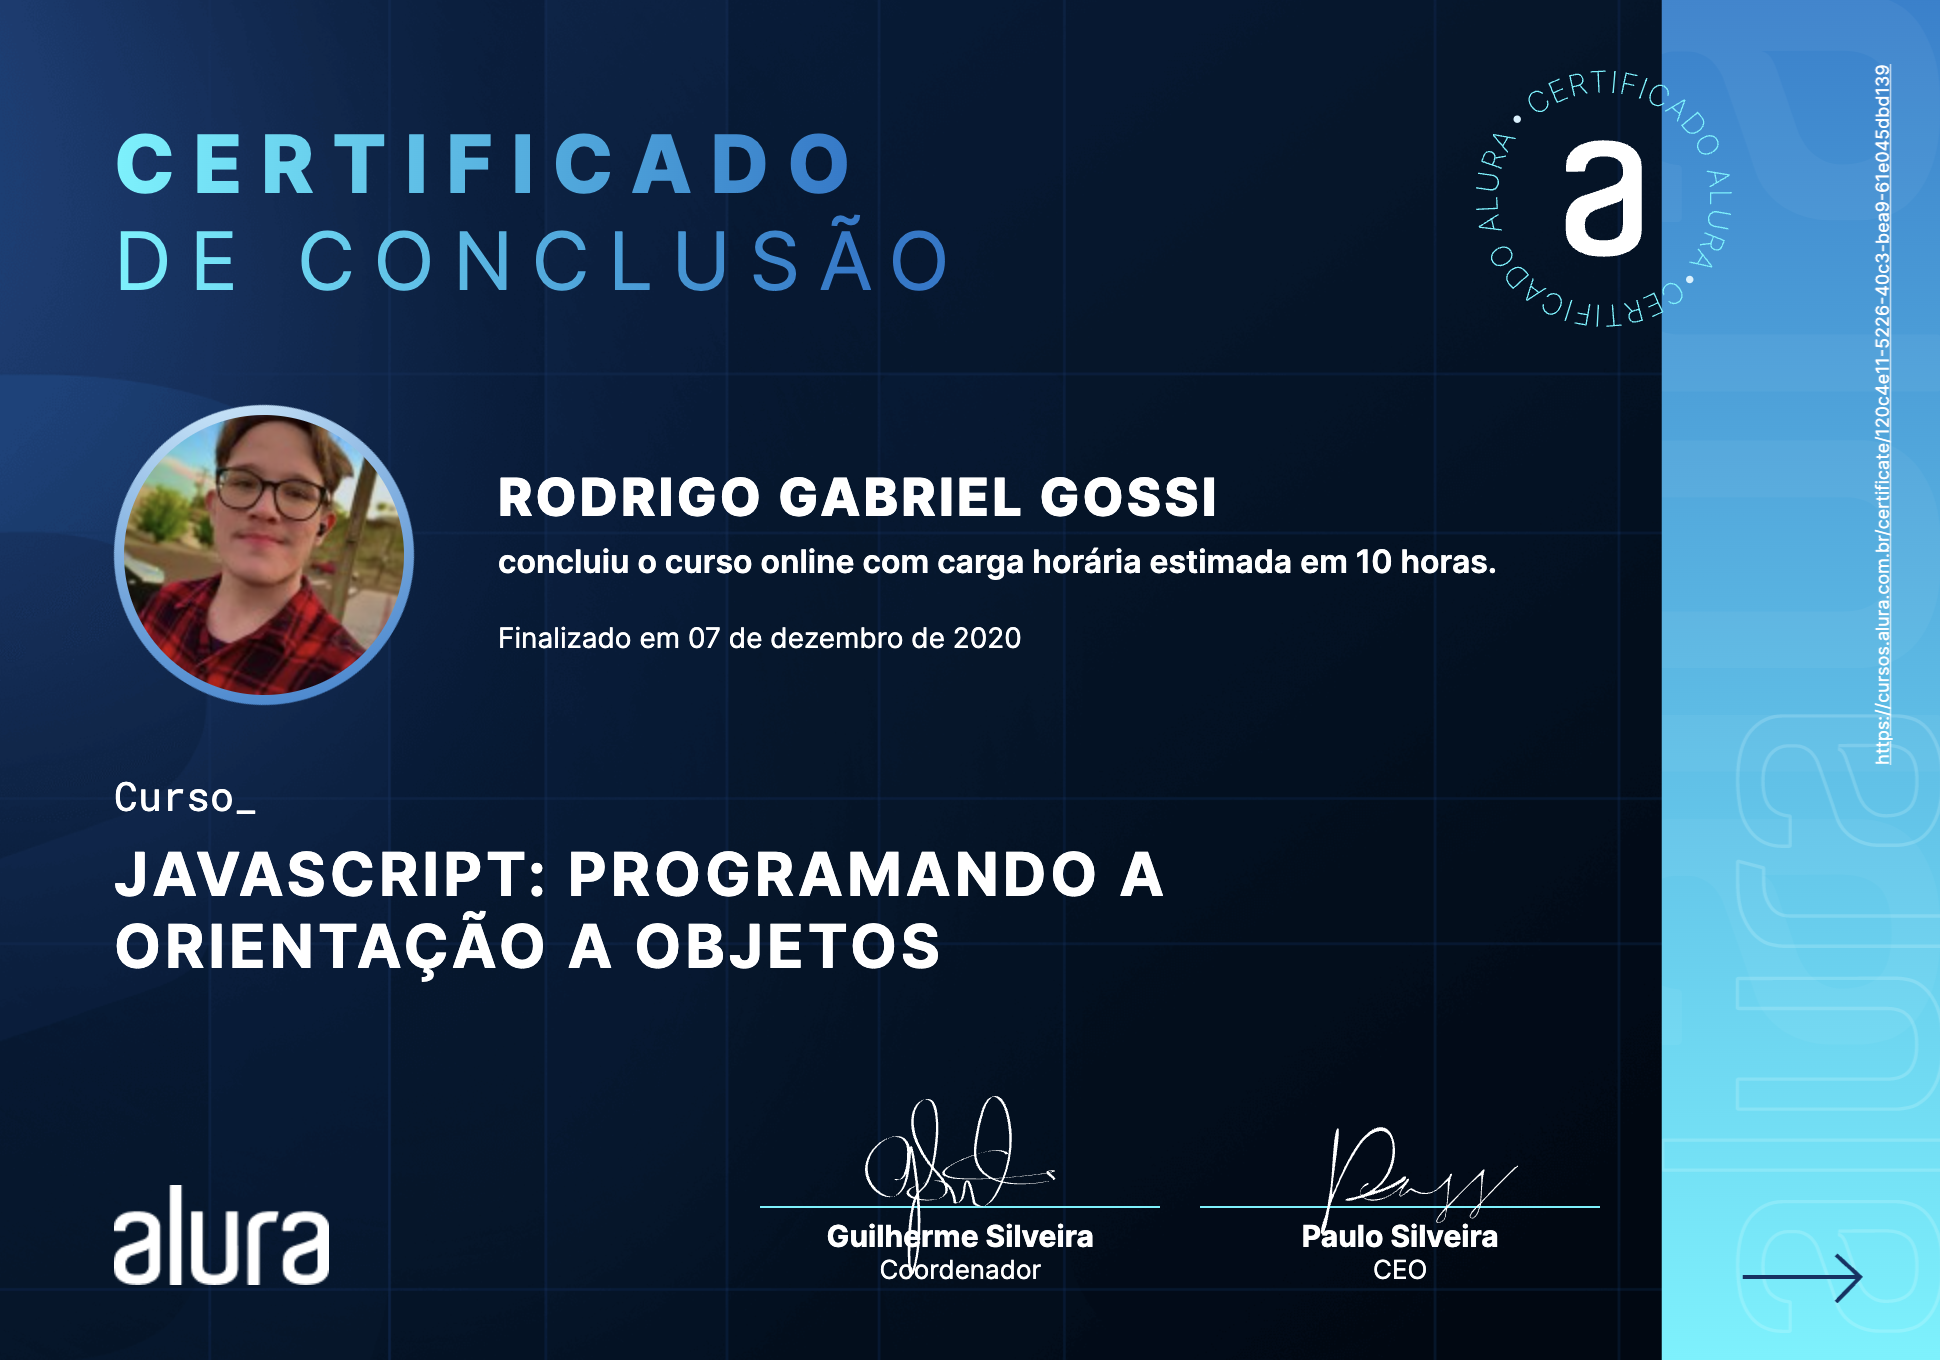 CERTIFICADO
DE CONCLUSÃO
• CERTIFICADO ALURA • CERTIFICADO ALURA
a
https://cursos.alura.com.br/certificate/120c4e11-5226-40c3-bea9-61e045dbd139
RODRIGO GABRIEL GOSSI
concluiu o curso online com carga horária estimada em 10 horas.
Finalizado em 07 de dezembro de 2020
Curso_
JAVASCRIPT: PROGRAMANDO A
ORIENTAÇÃO A OBJETOS
alura
Guilherme Silveira
Coordenador
Paulo Silveira
CEO
alura